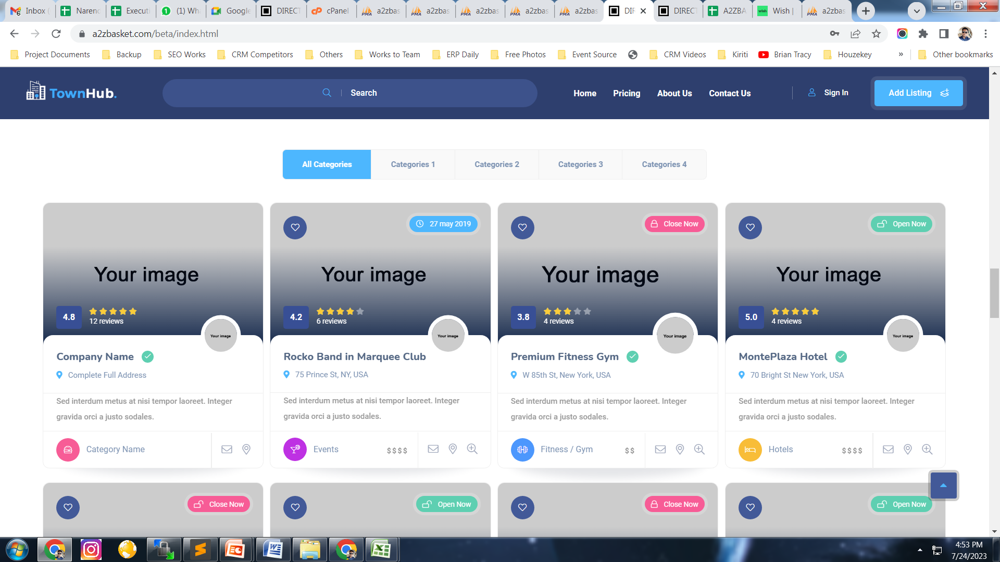 Inbox (
Narenc
Executi
(1) Wh
Google
DIRECT
cPanel
a2zbas
a2zbas
a2zbas
a2zbas
a2zbas
DIF
DIRECT
A2ZBA
Wish |
a2zbas
a2zbasket.com/beta/index.html
Project Documents
Backup
SEO Works
CRM Competitors
Others
Works to Team
ERP Daily
Free Photos
Event Source
CRM Videos
Kiriti
Brian Tracy
Houzekey
»
Other bookmarks
TownHub.
Search
Home
Pricing
About Us
Contact Us
Sign In
Add Listing
All Categories
Categories 1
Categories 2
Categories 3
Categories 4
Your image
4.8
12 reviews
Your image
Company Name
Complete Full Address
Sed interdum metus at nisi tempor laoreet. Integer
gravida orci a justo sodales.
Category Name
27 may 2019
Your image
4.2
6 reviews
Your image
Rocko Band in Marquee Club
75 Prince St, NY, USA
Sed interdum metus at nisi tempor laoreet. Integer
gravida orci a justo sodales.
Events
$$$$
Close Now
Your image
3.8
4 reviews
Your image
Premium Fitness Gym
W 85th St, New York, USA
Sed interdum metus at nisi tempor laoreet. Integer
gravida orci a justo sodales.
Fitness / Gym
$$
Open Now
Your image
5.0
4 reviews
Your image
MontePlaza Hotel
70 Bright St New York, USA
Sed interdum metus at nisi tempor laoreet. Integer
gravida orci a justo sodales.
Hotels
$$$$
Close Now
Open Now
Close Now
Open Now
4:53 PM
7/24/2023